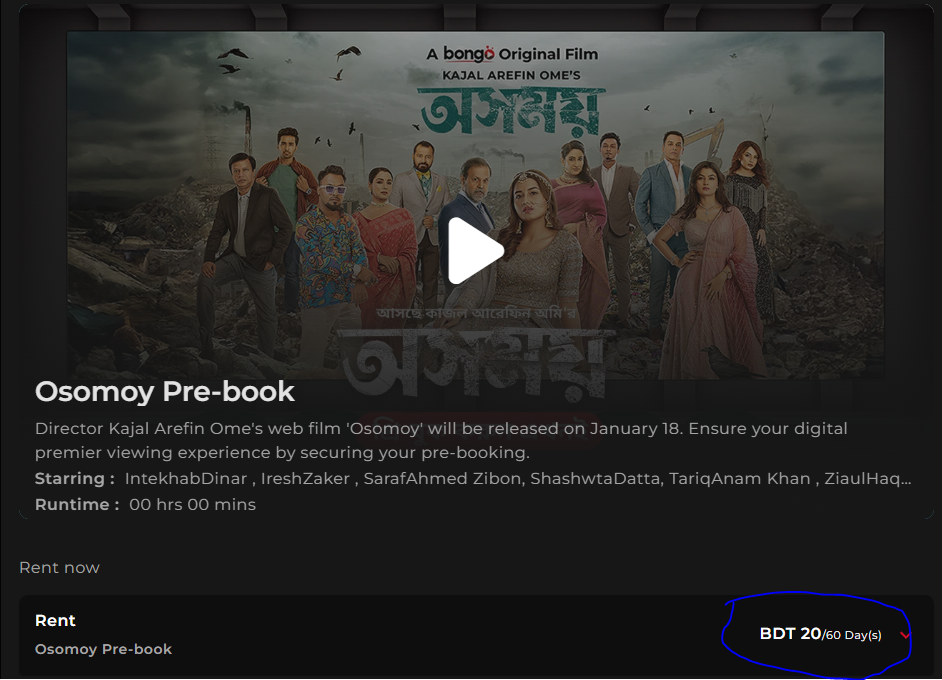 A bongo Original Film
KAJAL AREFIN OME'S
অসময়
আসছে কাজল আরেফিন অমি'র
অসময়
Osomoy Pre-book
Director Kajal Arefin Ome's web film 'Osomoy' will be released on January 18. Ensure your digital
premier viewing experience by securing your pre-booking.
Starring : IntekhabDinar , IreshZaker , SarafAhmed Zibon, ShashwtaDatta, TariqAnam Khan , ZiaulHaq...
Runtime : 00 hrs 00 mins
Rent now
Rent
BDT 20/60 Day(s)
Osomoy Pre-book